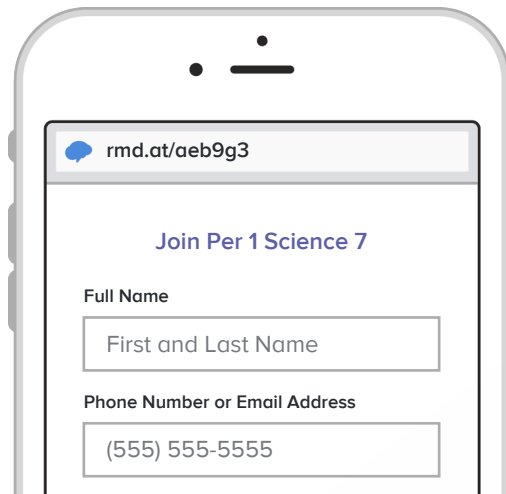 rmd.at/aeb9g3
Join Per 1 Science 7
Full Name
First and Last Name
Phone Number or Email Address
(555) 555-5555